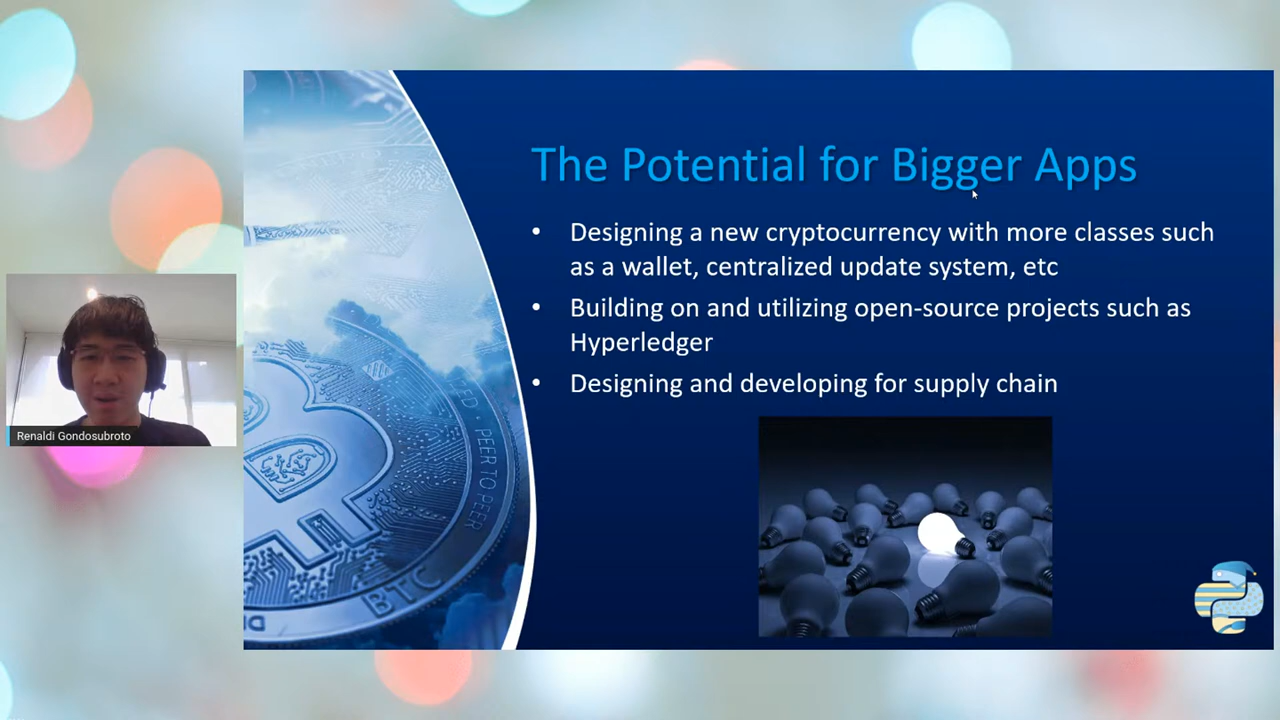 The Potential for Bigger Apps
• Designing a new cryptocurrency with more classes such
as a wallet, centralized update system, etc
• Building on and utilizing open-source projects such as
Hyperledger
• Designing and developing for supply chain
PEER TO PEER
BTC
Renaldi Gondosubroto